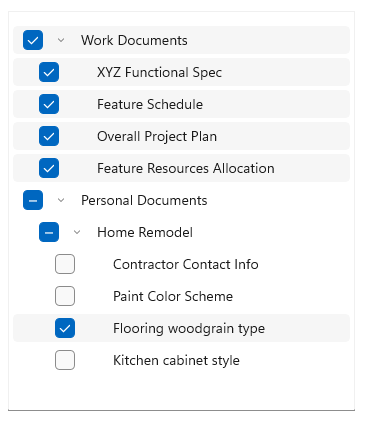 Work Documents
XYZ Functional Spec
Feature Schedule
Overall Project Plan
Feature Resources Allocation
Personal Documents
Home Remodel
Contractor Contact Info
Paint Color Scheme
Flooring woodgrain type
Kitchen cabinet style